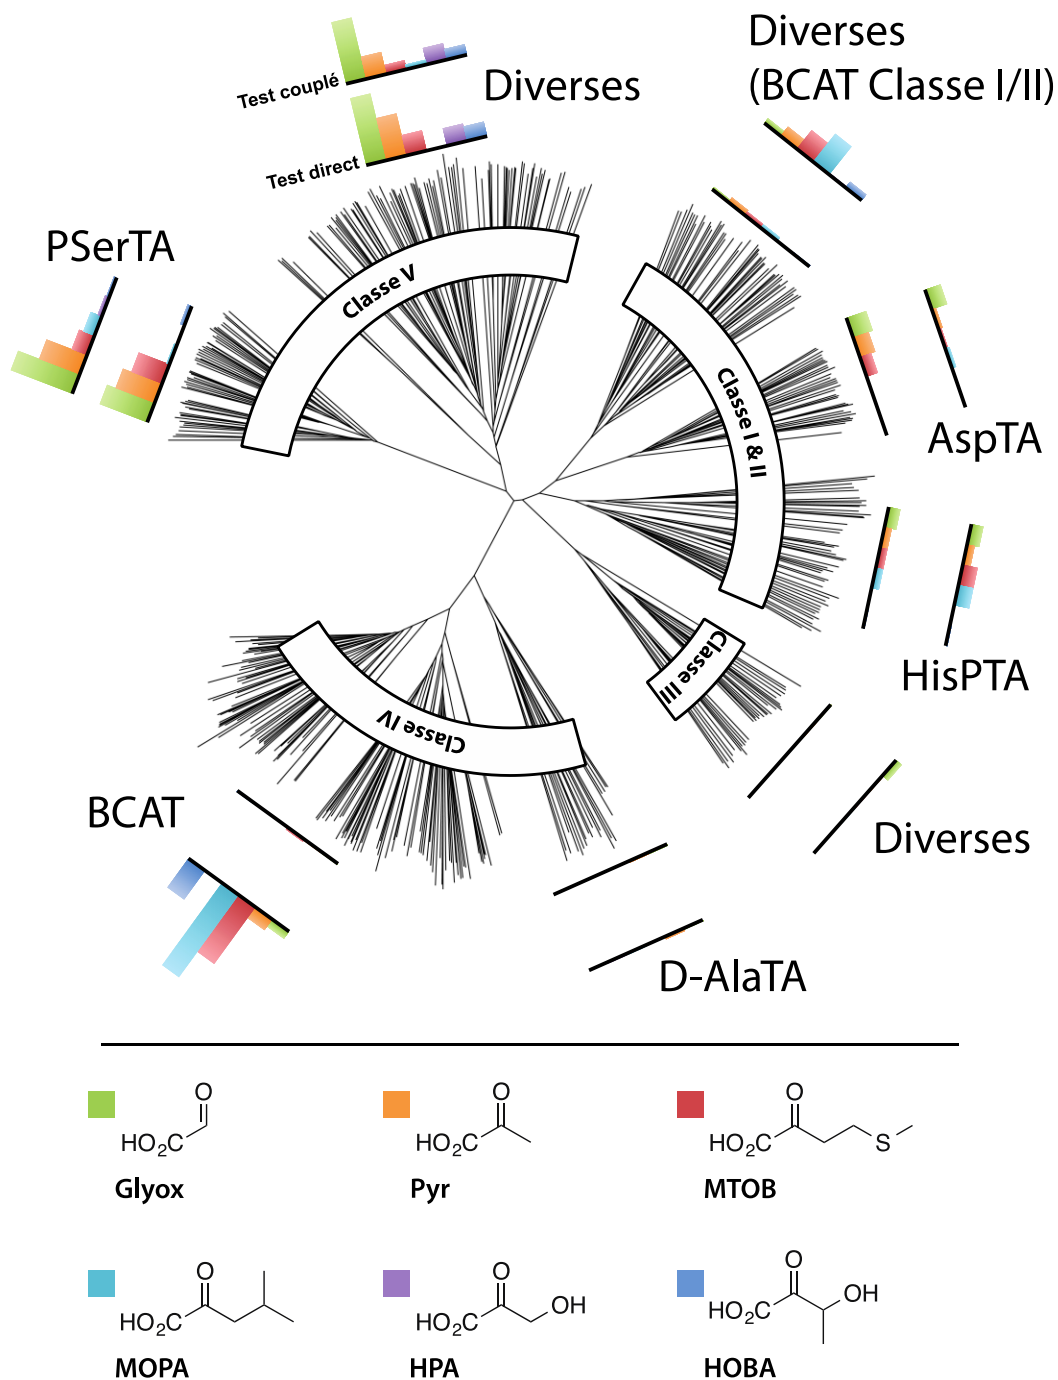 Diverses
(BCAT Classe I/II)
Test couplé
Diverses
Test direct
PSerTA
Classe V
Classe I & II
AspTA
HisPTA
Classe III
Classe IV
BCAT
Diverses
D-AlaTA
O
HO2C
Glyox
O
HO2C
Pyr
O
HO2C
S
MTOB
O
HO2C
MOPA
O
HO2C
OH
HPA
O
HO2C
OH
HOBA